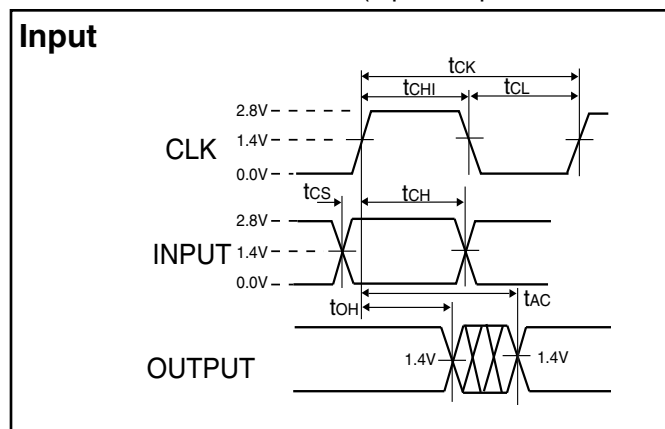 Input
tCK
tCHI tCL
2.8V
CLK 1.4V
0.0V
tCS tCH
2.8V
INPUT 1.4V
0.0V
tAC
tOH
1.4V 1.4V
OUTPUT